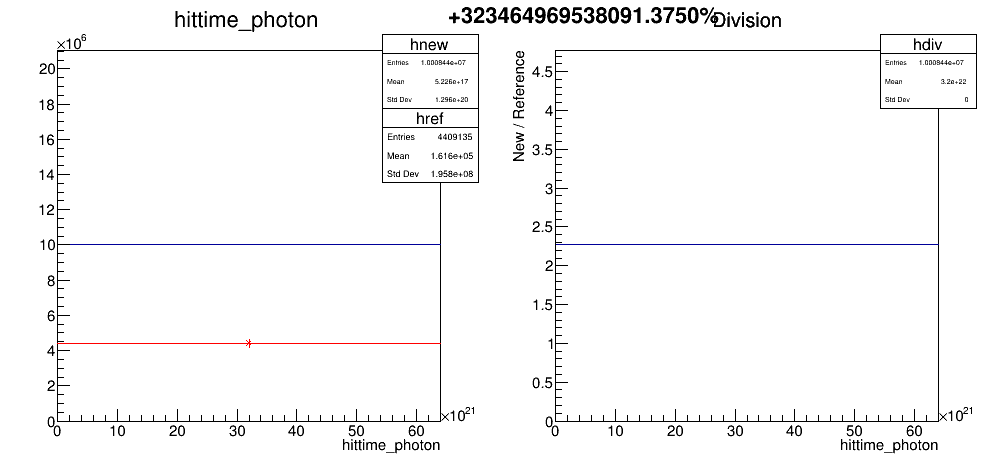 +323464969538091.3750%
hittime_photon
Division
×10⁶
hnew
Entries 1.000844e+07
Mean 5.226e+17
Std Dev 1.296e+20
href
Entries 4409135
Mean 1.616e+05
Std Dev 1.958e+08
20
18
16
14
12
10
8
6
4
2
0
0 10 20 30 40 50 60
×10²¹
hittime_photon
hdiv
Entries 1.000844e+07
Mean 3.2e+22
Std Dev 0
New / Reference
4.5
4
3.5
3
2.5
2
1.5
1
0.5
0
0 10 20 30 40 50 60
×10²¹
hittime_photon